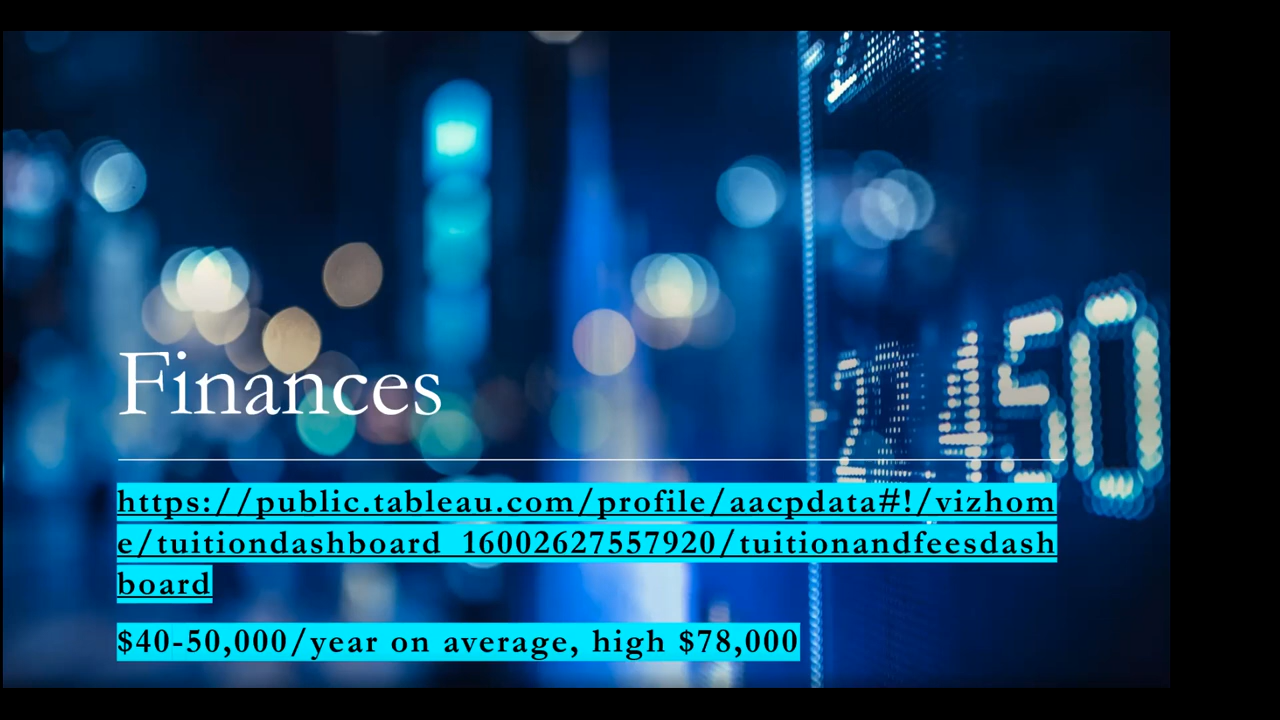 Finances
https://public.tableau.com/profile/aacpdata#!/vizhom
e/tuitiondashboard_16002627557920/tuitionandfeesdash
board
$40-50,000/year on average, high $78,000
450